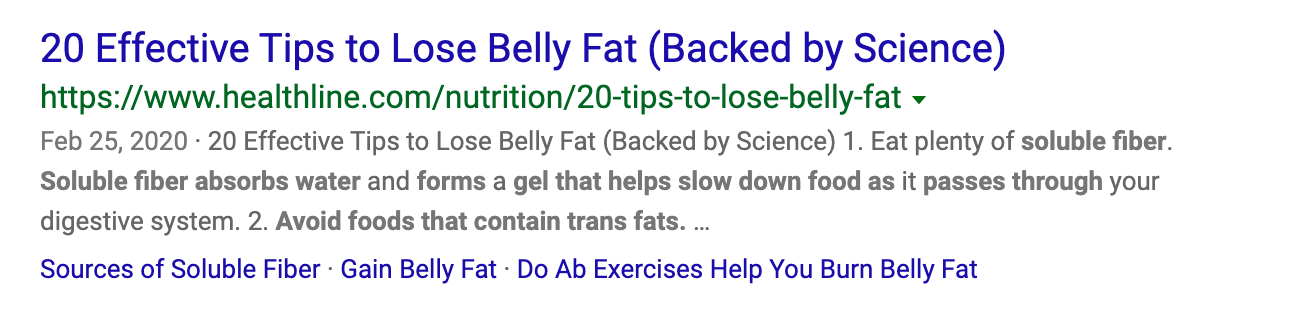 20 Effective Tips to Lose Belly Fat (Backed by Science)
https://www.healthline.com/nutrition/20-tips-to-lose-belly-fat
Feb 25, 2020 · 20 Effective Tips to Lose Belly Fat (Backed by Science) 1. Eat plenty of soluble fiber.
Soluble fiber absorbs water and forms a gel that helps slow down food as it passes through your
digestive system. 2. Avoid foods that contain trans fats. ...
Sources of Soluble Fiber · Gain Belly Fat · Do Ab Exercises Help You Burn Belly Fat